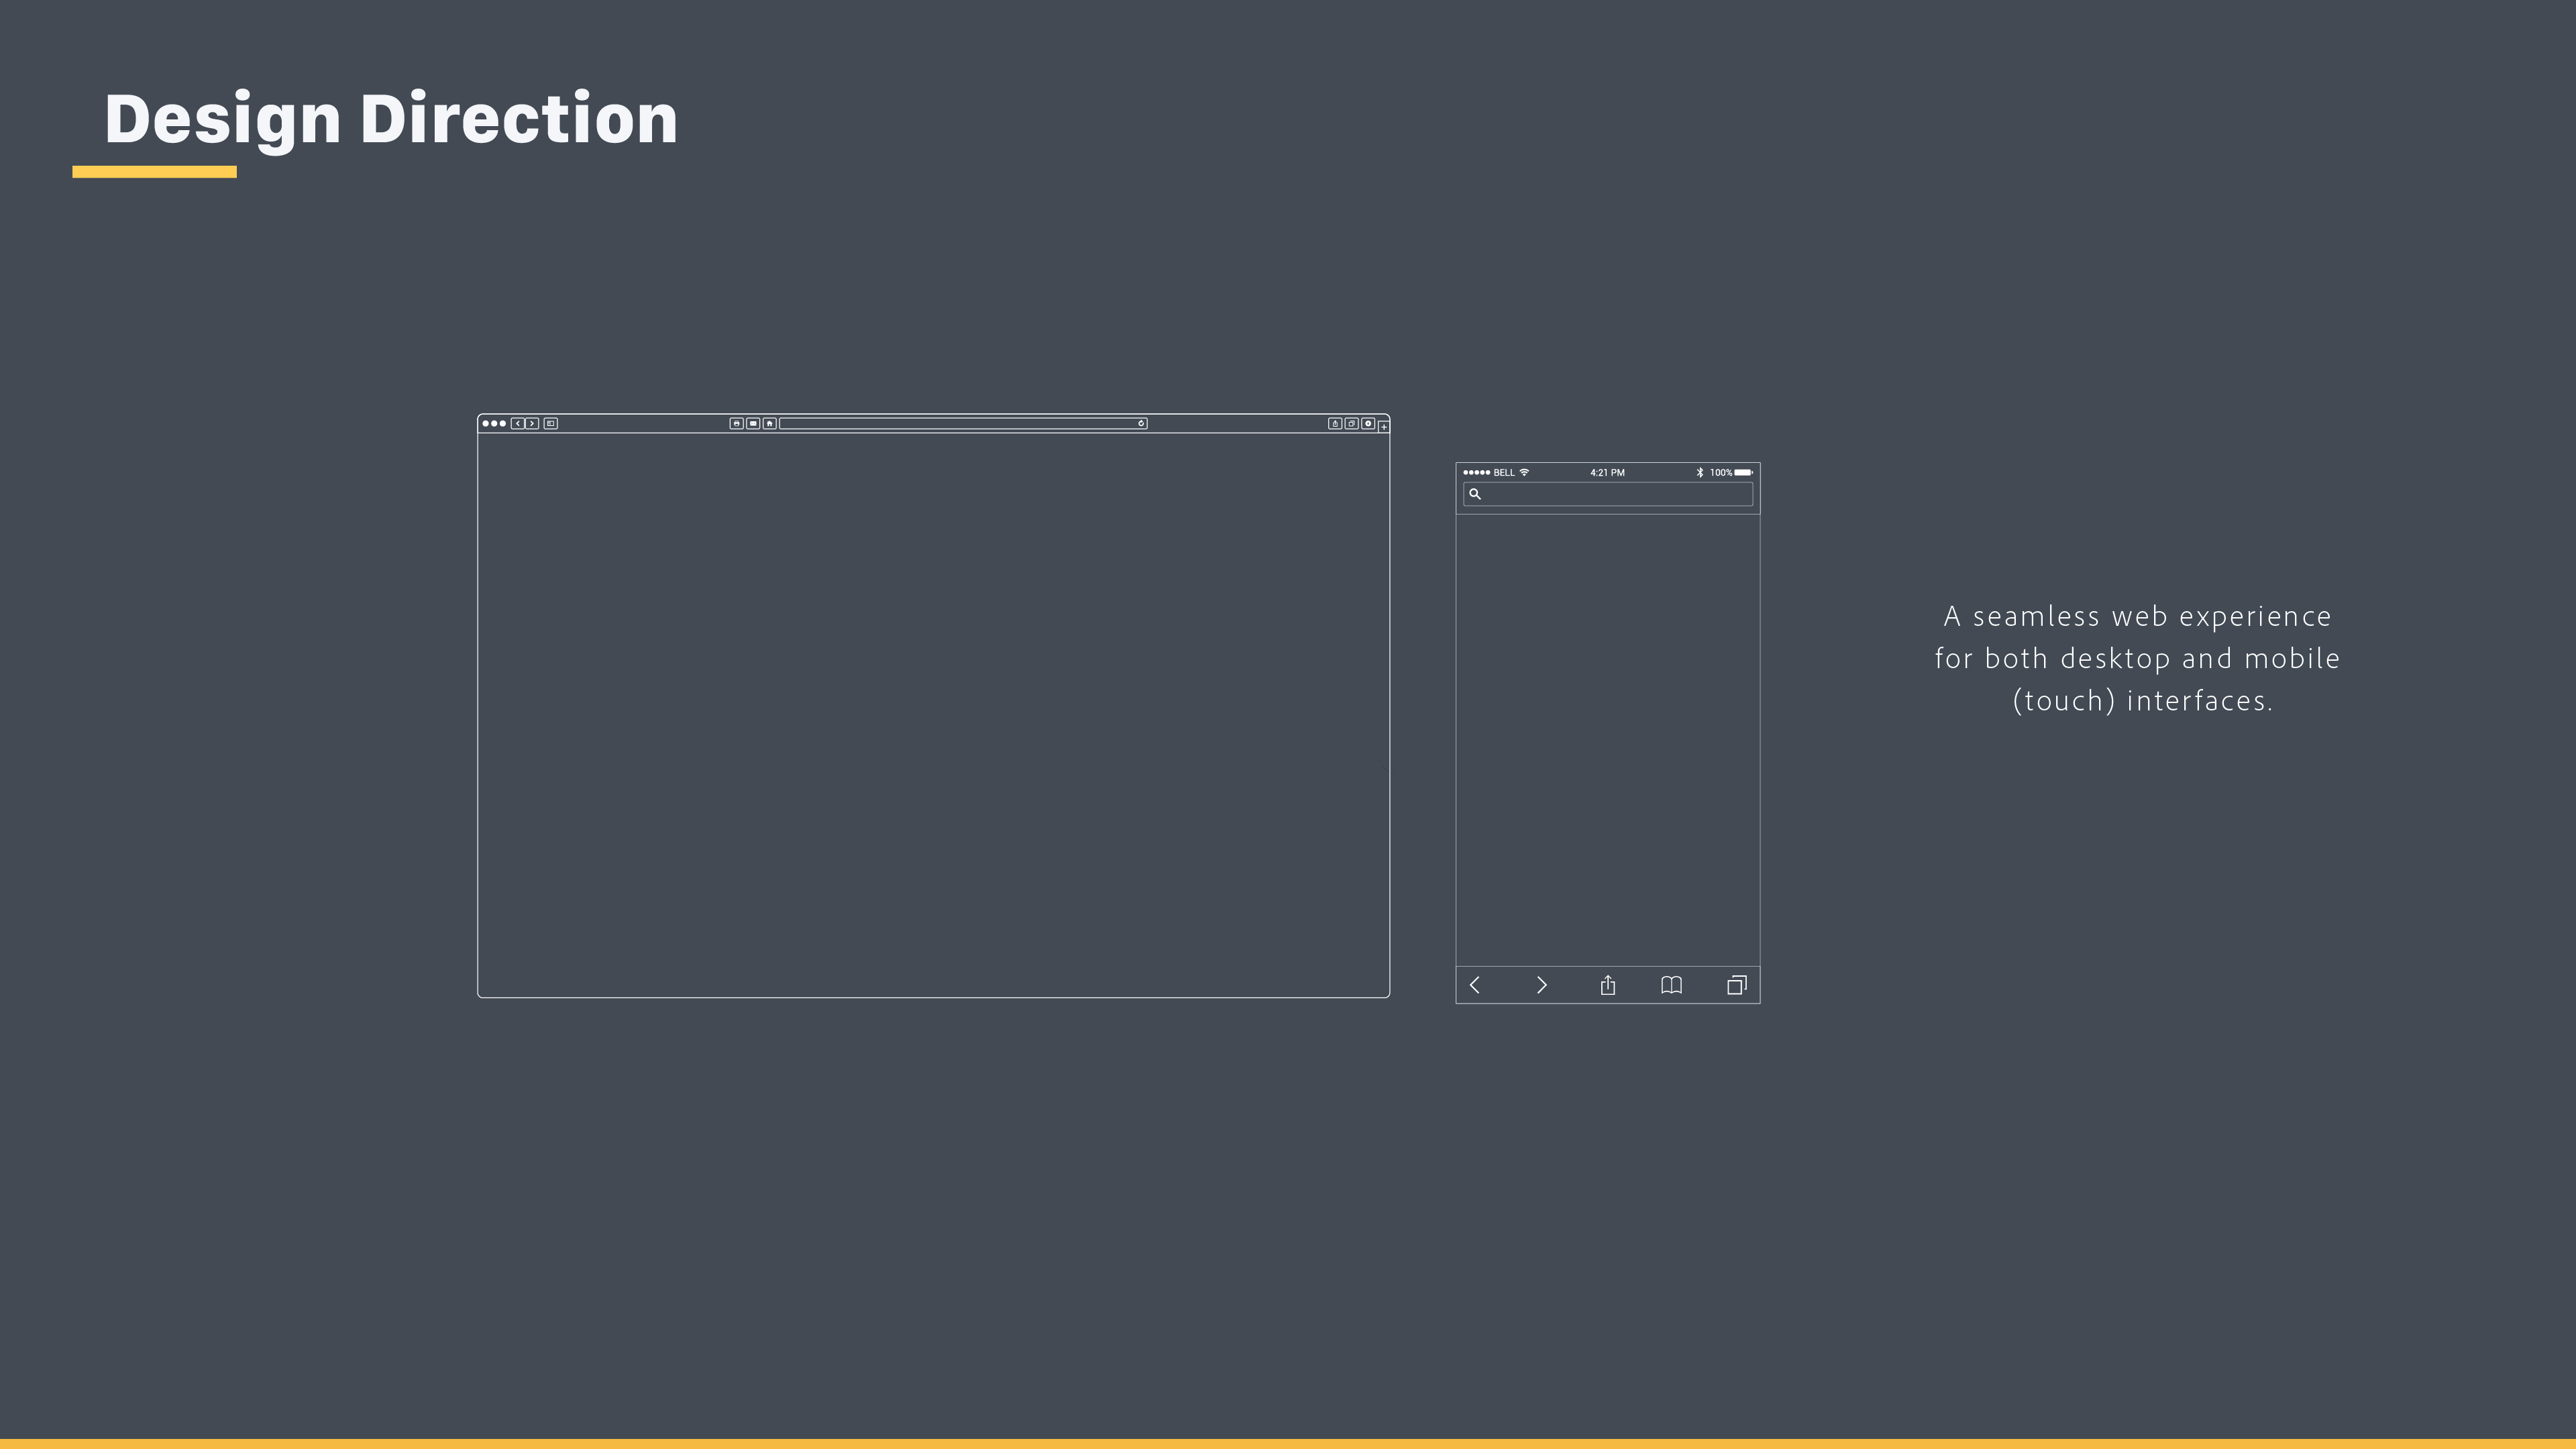 Design Direction
BELL
4:21 PM
100%
A seamless web experience
for both desktop and mobile
(touch) interfaces.